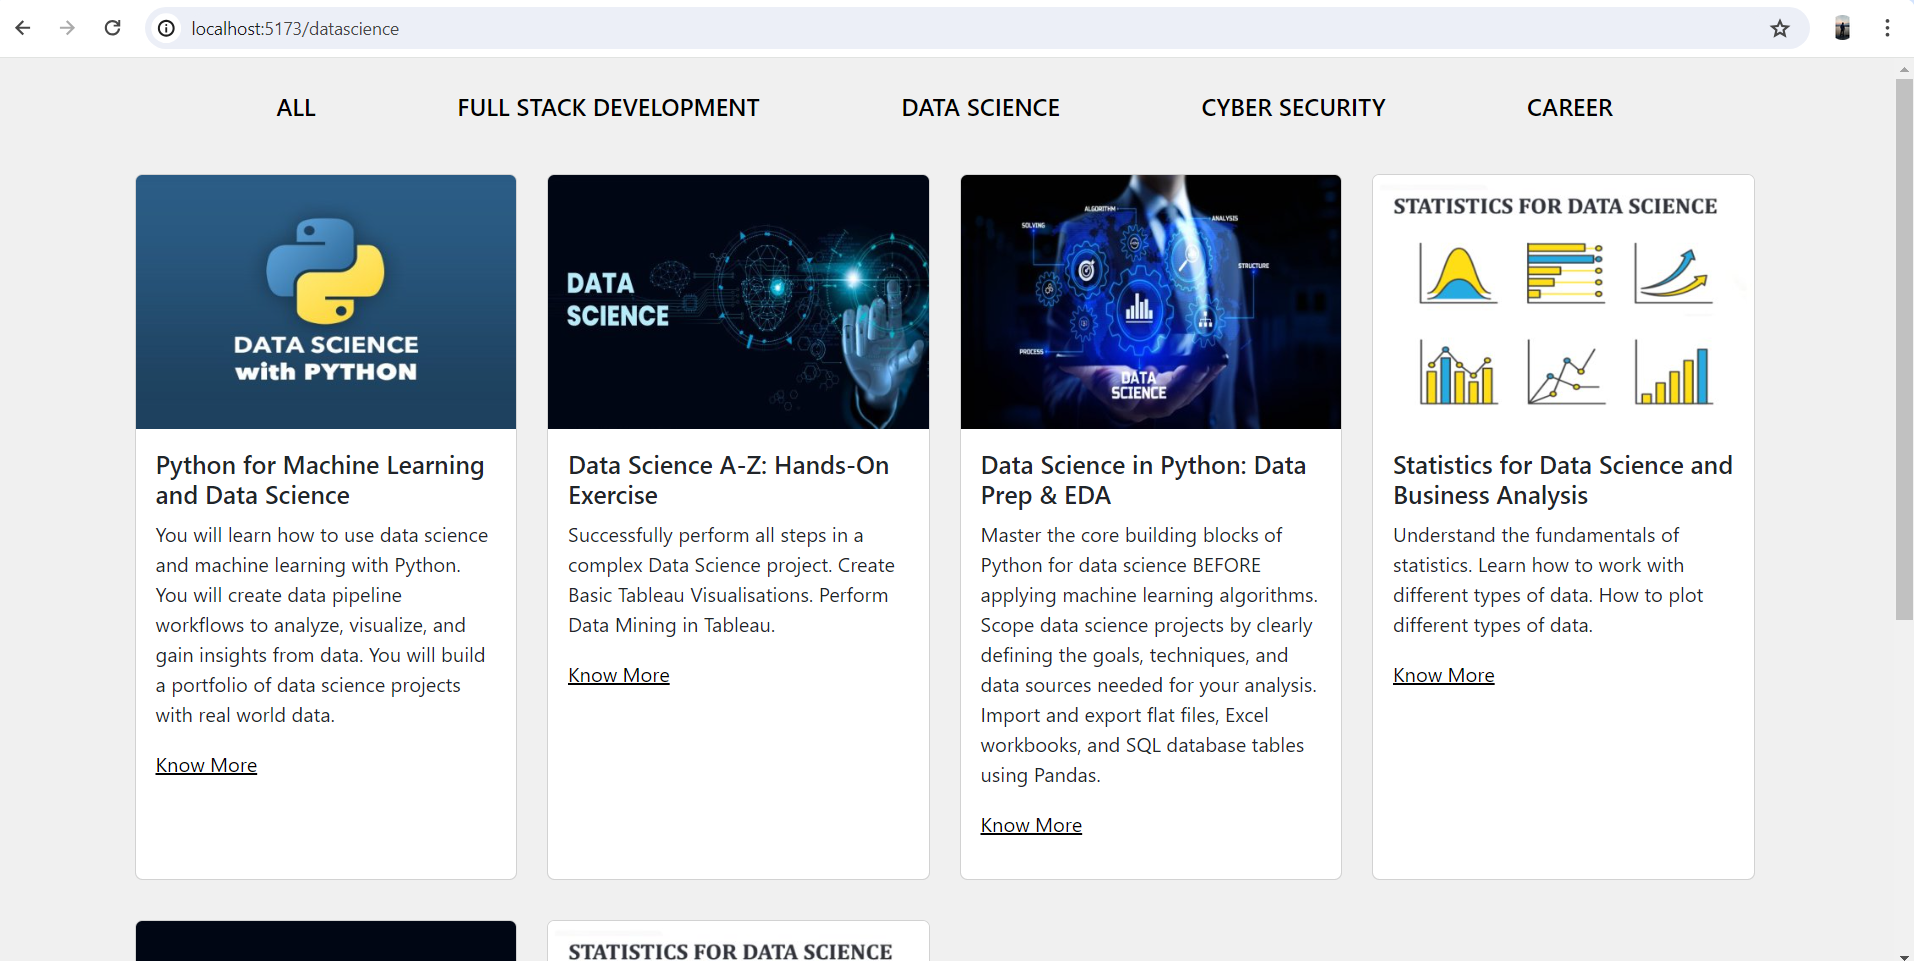 localhost:5173/datascience
ALL FULL STACK DEVELOPMENT DATA SCIENCE CYBER SECURITY CAREER
DATA SCIENCE
with PYTHON
Python for Machine Learning
and Data Science
You will learn how to use data science
and machine learning with Python.
You will create data pipeline
workflows to analyze, visualize, and
gain insights from data. You will build
a portfolio of data science projects
with real world data.
Know More
DATA
SCIENCE
Data Science A-Z: Hands-On
Exercise
Successfully perform all steps in a
complex Data Science project. Create
Basic Tableau Visualisations. Perform
Data Mining in Tableau.
Know More
ALGORITHM
SOLVING
ANALYSIS
STRUCTURE
PROCESS
DATA
SCIENCE
Data Science in Python: Data
Prep & EDA
Master the core building blocks of
Python for data science BEFORE
applying machine learning algorithms.
Scope data science projects by clearly
defining the goals, techniques, and
data sources needed for your analysis.
Import and export flat files, Excel
workbooks, and SQL database tables
using Pandas.
Know More
STATISTICS FOR DATA SCIENCE
Statistics for Data Science and
Business Analysis
Understand the fundamentals of
statistics. Learn how to work with
different types of data. How to plot
different types of data.
Know More
STATISTICS FOR DATA SCIENCE